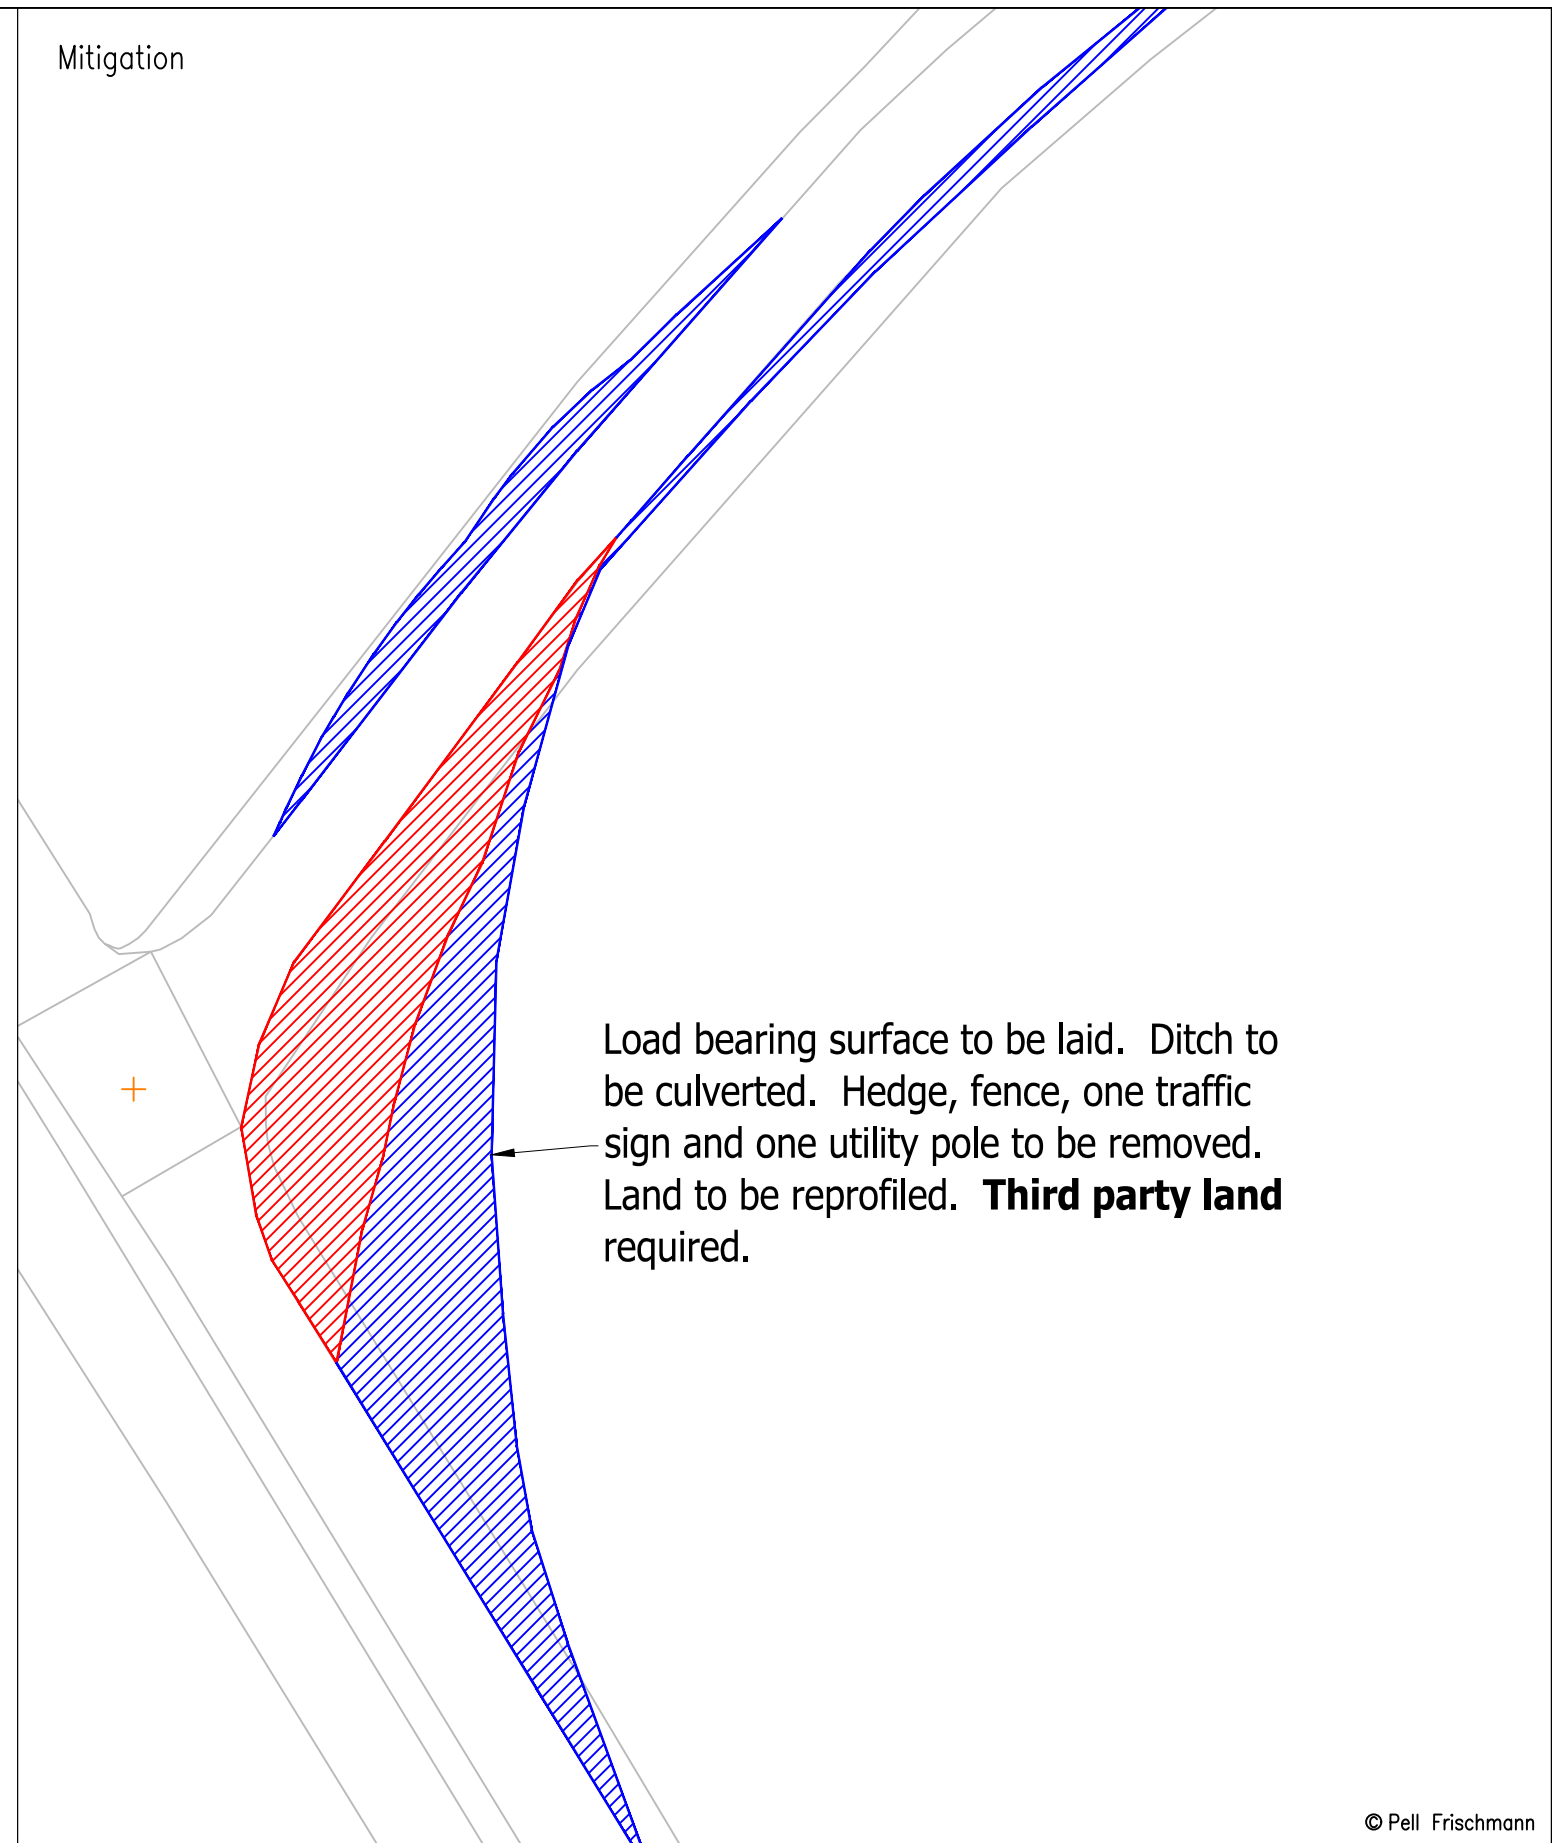 Mitigation
Load bearing surface to be laid.  Ditch to
be culverted.  Hedge, fence, one traffic
sign and one utility pole to be removed.
Land to be reprofiled.  Third party land
required.
© Pell Frischmann